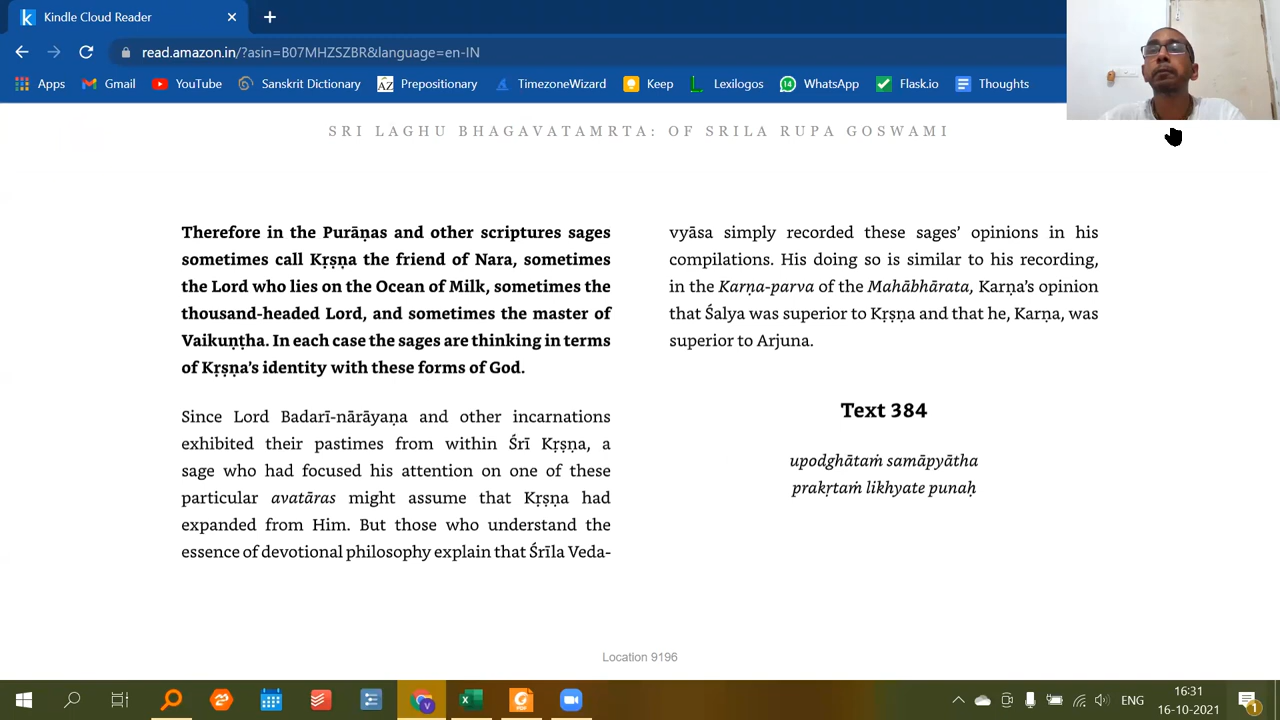 Kindle Cloud Reader
read.amazon.in/?asin=B07MHZSZBR&language=en-IN
Apps Gmail YouTube Sanskrit Dictionary Prepositionary TimezoneWizard Keep Lexilogos WhatsApp Flask.io Thoughts
SRI LAGHU BHAGAVATAMRTA: OF SRILA RUPA GOSWAMI
Therefore in the Purāṇas and other scriptures sages
sometimes call Kṛṣṇa the friend of Nara, sometimes
the Lord who lies on the Ocean of Milk, sometimes the
thousand-headed Lord, and sometimes the master of
Vaikuṇṭha. In each case the sages are thinking in terms
of Kṛṣṇa’s identity with these forms of God.
Since Lord Badarī-nārāyaṇa and other incarnations
exhibited their pastimes from within Śrī Kṛṣṇa, a
sage who had focused his attention on one of these
particular avatāras might assume that Kṛṣṇa had
expanded from Him. But those who understand the
essence of devotional philosophy explain that Śrīla Veda-
vyāsa simply recorded these sages’ opinions in his
compilations. His doing so is similar to his recording,
in the Karṇa-parva of the Mahābhārata, Karṇa’s opinion
that Śalya was superior to Kṛṣṇa and that he, Karṇa, was
superior to Arjuna.
Text 384
upodghātaṁ samāpyātha
prakṛtaṁ likhyate punaḥ
Location 9196
ENG
16:31
16-10-2021